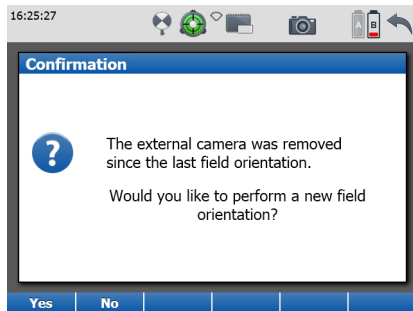 16:25:27
A B
Confirmation
?
The external camera was removed
since the last field orientation.
Would you like to perform a new field
orientation?
Yes No